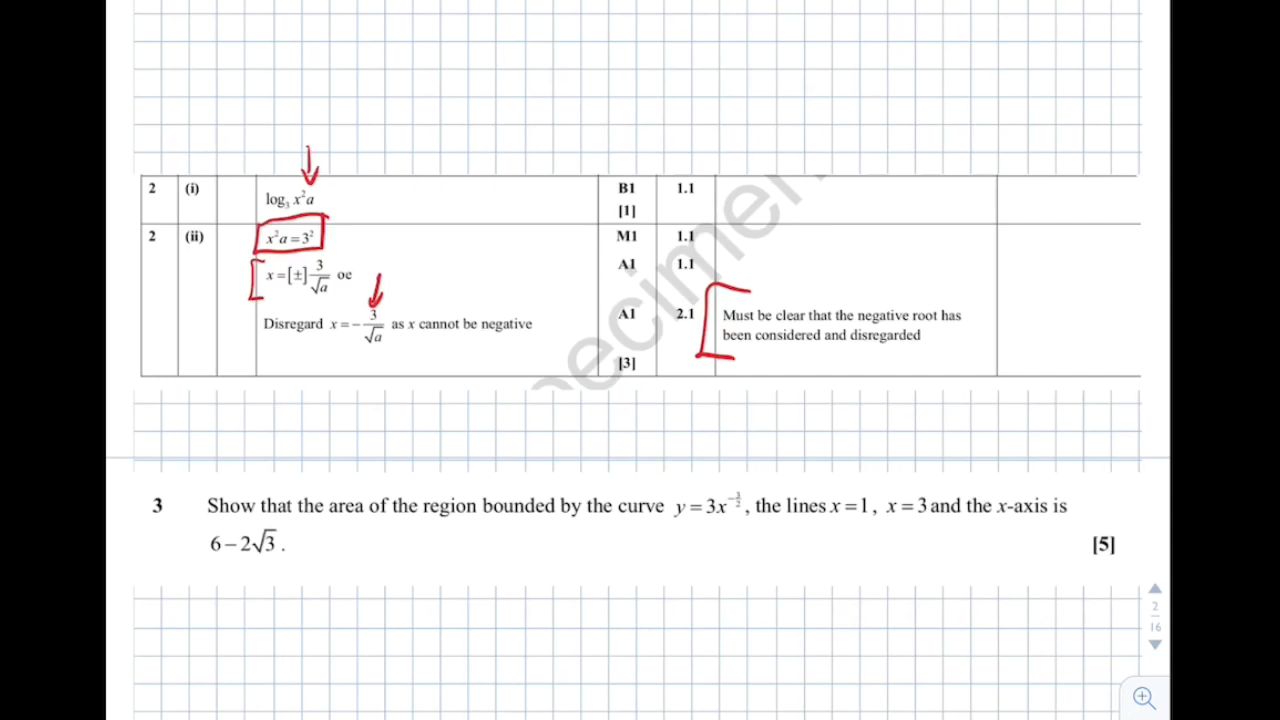 2 (i) log₃ x²a B1 1.1
[1]
2 (ii) x²a = 3² M1 1.1
x = [±] 3/√a oe A1 1.1
Disregard x = − 3/√a as x cannot be negative A1 2.1 Must be clear that the negative root has
been considered and disregarded
[3]
specimen
3 Show that the area of the region bounded by the curve y = 3x^(−3/2), the lines x = 1, x = 3 and the x-axis is
6 − 2√3. [5]
2
16